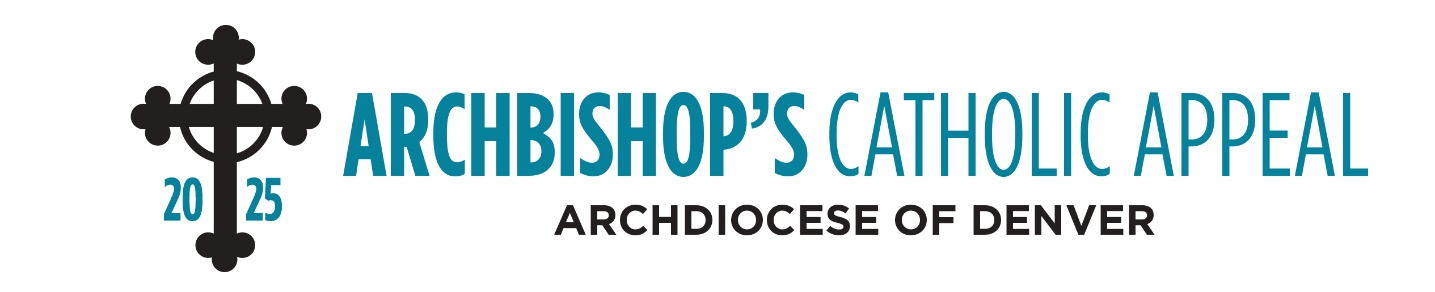 20 25
ARCHBISHOP'S CATHOLIC APPEAL
ARCHDIOCESE OF DENVER